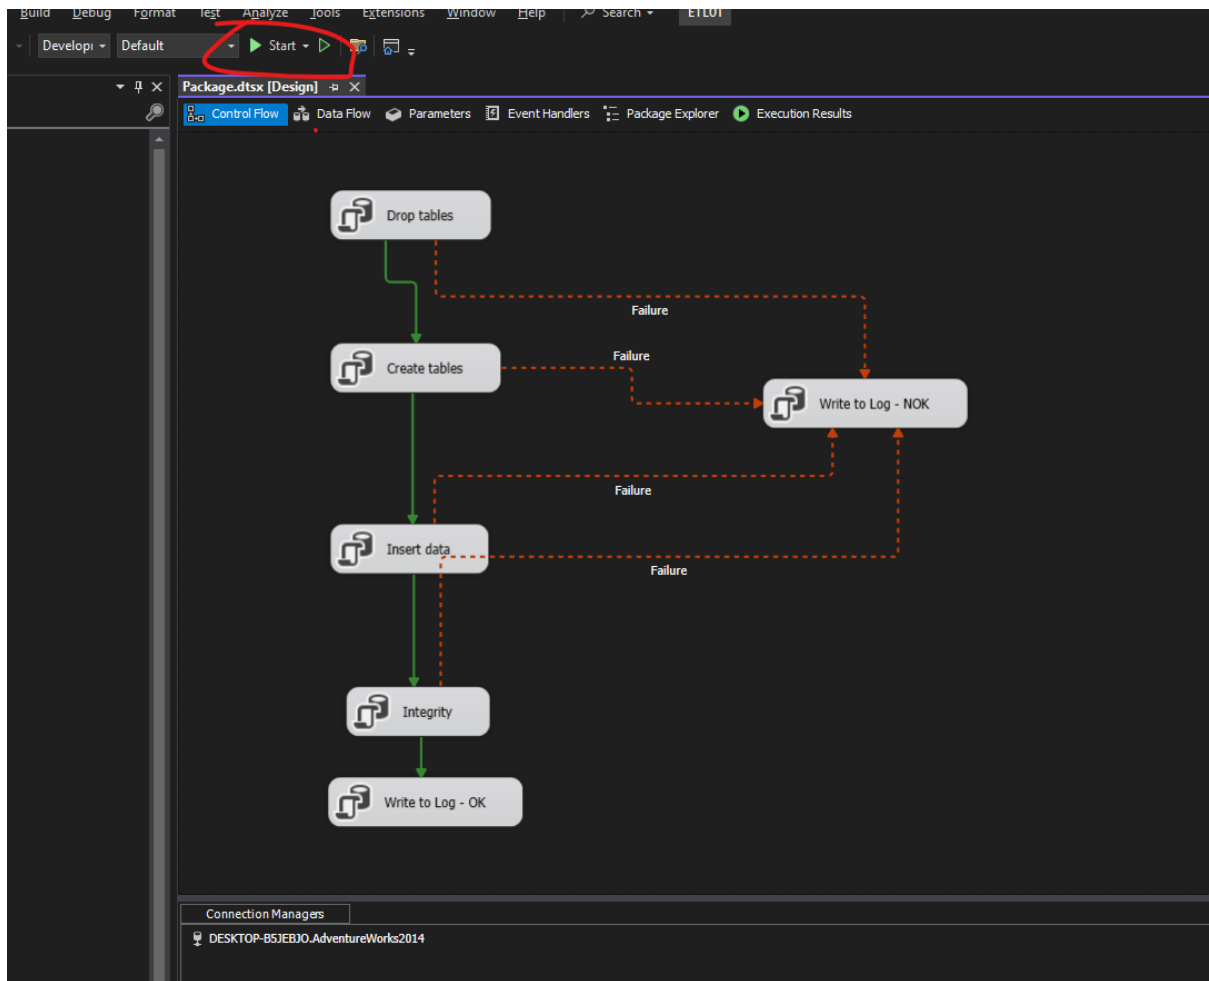 Build Debug Format Test Analyze Tools Extensions Window Help Search ETL01
Develop Default Start
Package.dtsx [Design]
Control Flow Data Flow Parameters Event Handlers Package Explorer Execution Results
Drop tables
Failure
Failure
Create tables
Write to Log - NOK
Failure
Insert data
Failure
Integrity
Write to Log - OK
Connection Managers
DESKTOP-B5JEBJO.AdventureWorks2014